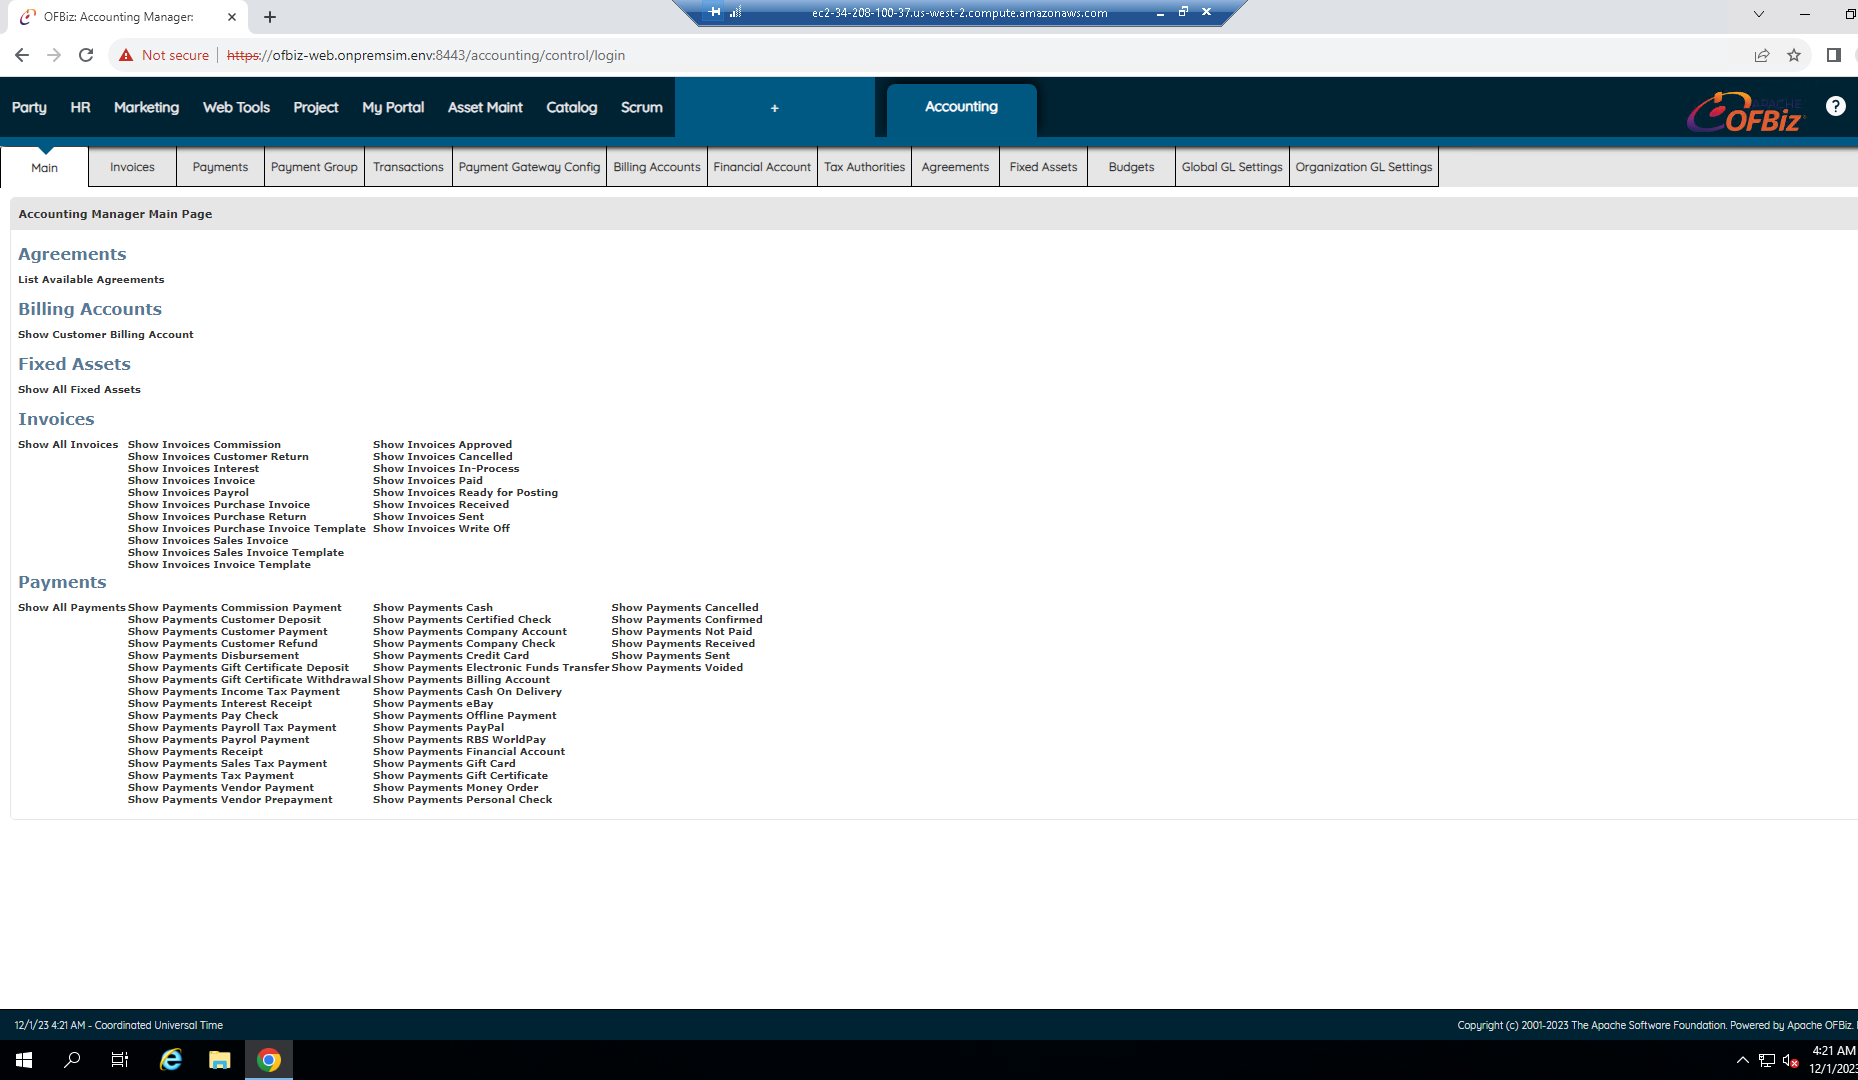 OFBiz: Accounting Manager:
ec2-34-208-100-37.us-west-2.compute.amazonaws.com
Not secure
https://ofbiz-web.onpremsim.env:8443/accounting/control/login
Party HR Marketing Web Tools Project My Portal Asset Maint Catalog Scrum + Accounting
APACHE OFBiz
?
Main Invoices Payments Payment Group Transactions Payment Gateway Config Billing Accounts Financial Account Tax Authorities Agreements Fixed Assets Budgets Global GL Settings Organization GL Settings
Accounting Manager Main Page
Agreements
List Available Agreements
Billing Accounts
Show Customer Billing Account
Fixed Assets
Show All Fixed Assets
Invoices
Show All Invoices Show Invoices Commission Show Invoices Approved
Show Invoices Customer Return Show Invoices Cancelled
Show Invoices Interest Show Invoices In-Process
Show Invoices Invoice Show Invoices Paid
Show Invoices Payrol Show Invoices Ready for Posting
Show Invoices Purchase Invoice Show Invoices Received
Show Invoices Purchase Return Show Invoices Sent
Show Invoices Purchase Invoice Template Show Invoices Write Off
Show Invoices Sales Invoice
Show Invoices Sales Invoice Template
Show Invoices Invoice Template
Payments
Show All Payments Show Payments Commission Payment Show Payments Cash Show Payments Cancelled
Show Payments Customer Deposit Show Payments Certified Check Show Payments Confirmed
Show Payments Customer Payment Show Payments Company Account Show Payments Not Paid
Show Payments Customer Refund Show Payments Company Check Show Payments Received
Show Payments Disbursement Show Payments Credit Card Show Payments Sent
Show Payments Gift Certificate Deposit Show Payments Electronic Funds Transfer Show Payments Voided
Show Payments Gift Certificate Withdrawal Show Payments Billing Account
Show Payments Income Tax Payment Show Payments Cash On Delivery
Show Payments Interest Receipt Show Payments eBay
Show Payments Pay Check Show Payments Offline Payment
Show Payments Payroll Tax Payment Show Payments PayPal
Show Payments Payrol Payment Show Payments RBS WorldPay
Show Payments Receipt Show Payments Financial Account
Show Payments Sales Tax Payment Show Payments Gift Card
Show Payments Tax Payment Show Payments Gift Certificate
Show Payments Vendor Payment Show Payments Money Order
Show Payments Vendor Prepayment Show Payments Personal Check
12/1/23 4:21 AM - Coordinated Universal Time
Copyright (c) 2001-2023 The Apache Software Foundation. Powered by Apache OFBiz.
4:21 AM
12/1/2023